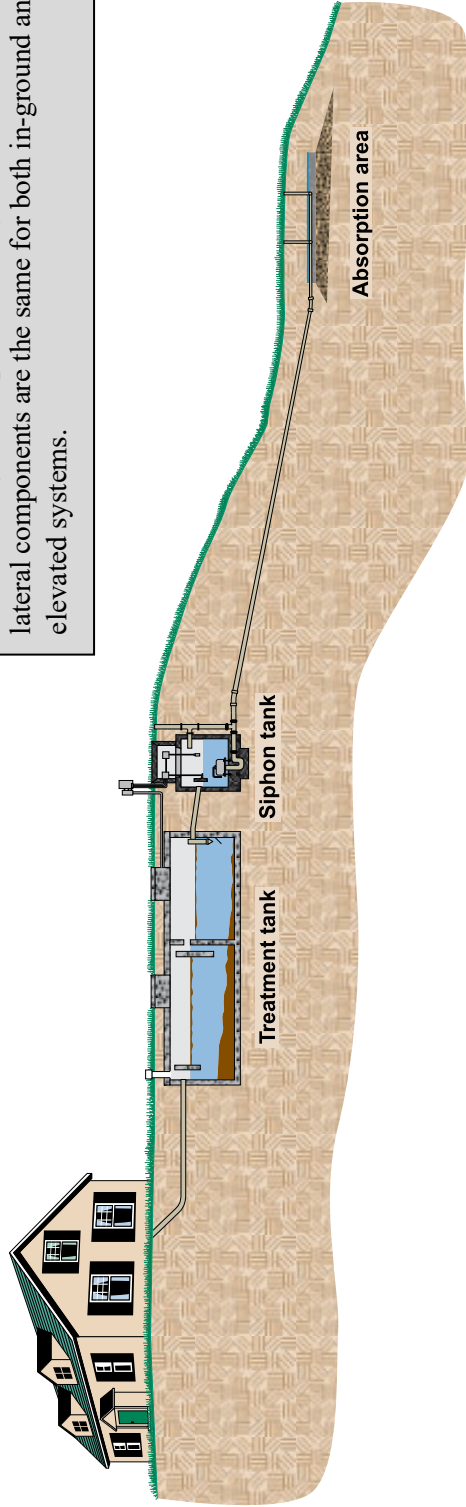 lateral components are the same for both in-ground an
elevated systems.
Treatment tank
Siphon tank
Absorption area